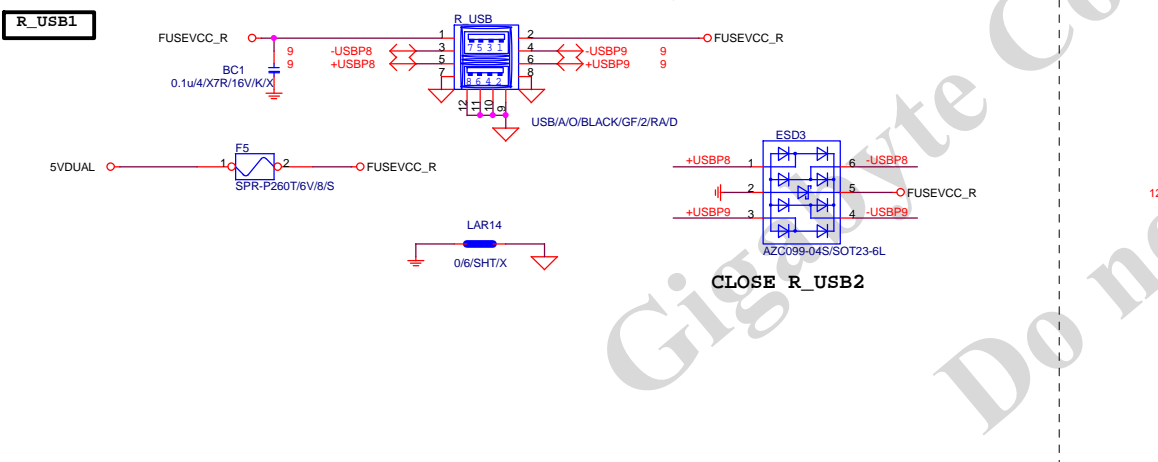 R_USB1
R_USB
FUSEVCC_R
1
2
FUSEVCC_R
9
-USBP8
3
7 5 3 1
4
-USBP9
9
9
+USBP8
5
6
+USBP9
9
BC1
7
8 6 4 2
8
0.1u/4/X7R/16V/K/X
12
11
10
9
USB/A/O/BLACK/GF/2/RA/D
ESD3
F5
5VDUAL
1
2
FUSEVCC_R
SPR-P260T/6V/8/S
+USBP8
1
6
-USBP8
2
5
FUSEVCC_R
12
+USBP9
3
4
-USBP9
LAR14
AZC099-04S/SOT23-6L
0/6/SHT/X
CLOSE R_USB2
Gigabyte Co
Do no